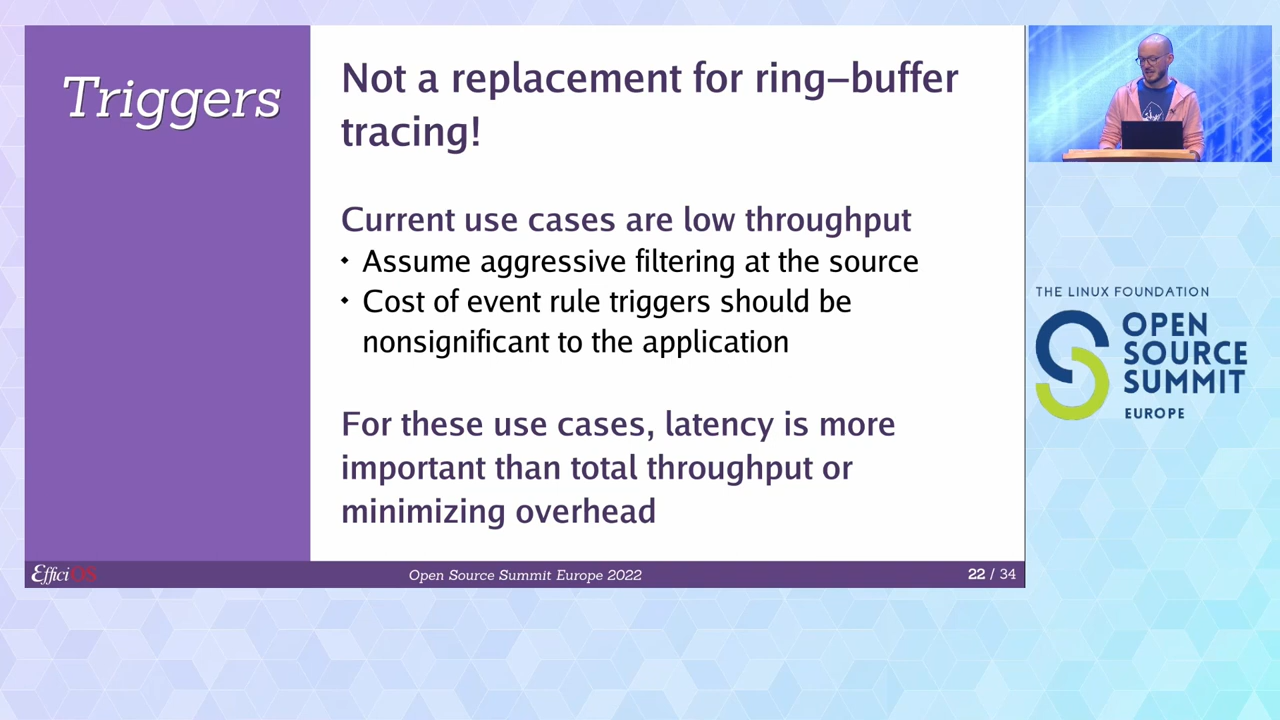 Triggers
Not a replacement for ring–buffer
tracing!
Current use cases are low throughput
• Assume aggressive filtering at the source
• Cost of event rule triggers should be
nonsignificant to the application
For these use cases, latency is more
important than total throughput or
minimizing overhead
EfficiOS
Open Source Summit Europe 2022
22 / 34
THE LINUX FOUNDATION
OPEN
SOURCE
SUMMIT
EUROPE